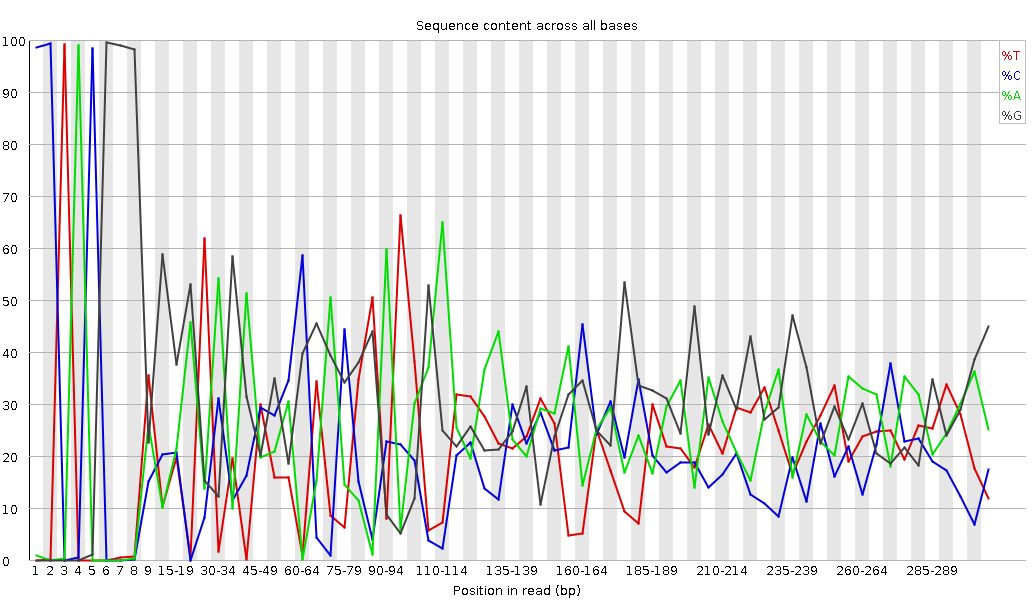 Sequence content across all bases
100
90
80
70
60
50
40
30
20
10
0
%T
%C
%A
%G
1 2 3 4 5 6 7 8 9 15-19 30-34 45-49 60-64 75-79 90-94 110-114 135-139 160-164 185-189 210-214 235-239 260-264 285-289
Position in read (bp)